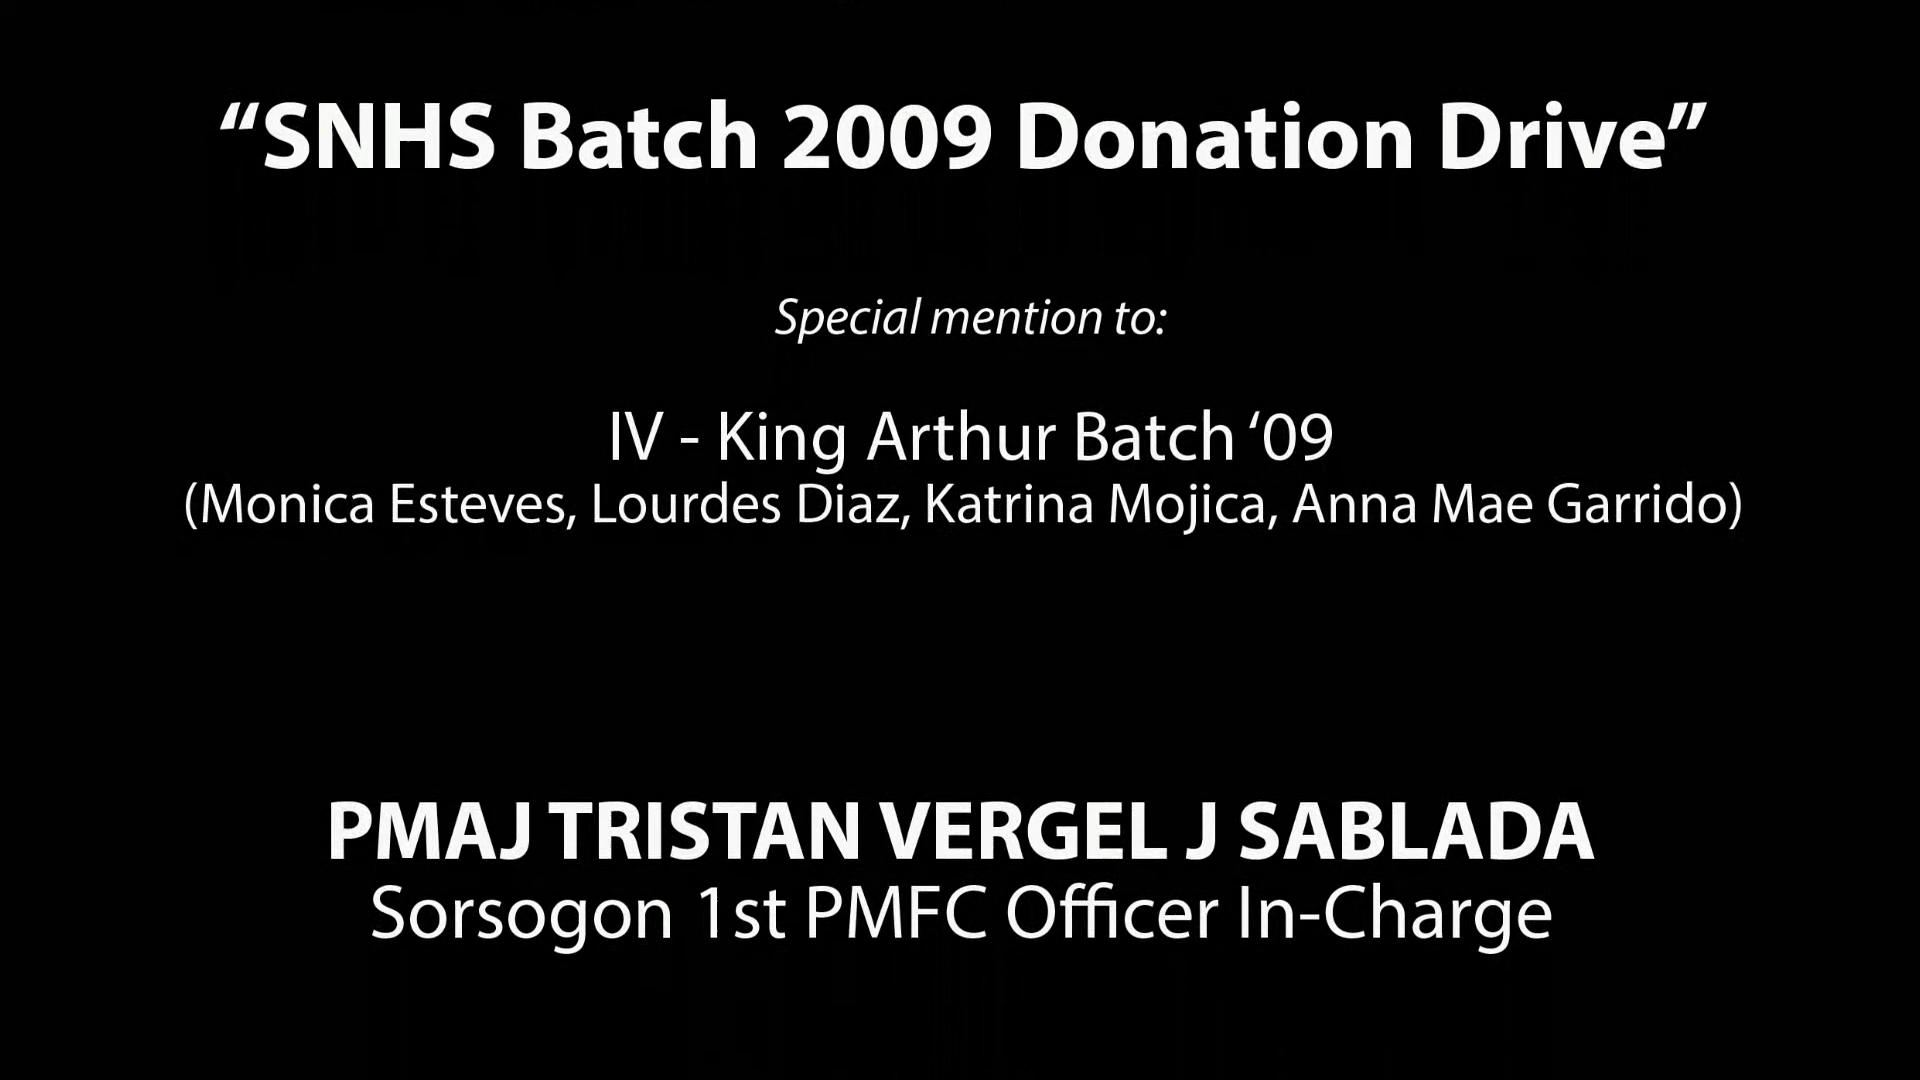 “SNHS Batch 2009 Donation Drive”
Special mention to:
IV - King Arthur Batch ‘09
(Monica Esteves, Lourdes Diaz, Katrina Mojica, Anna Mae Garrido)
PMAJ TRISTAN VERGEL J SABLADA
Sorsogon 1st PMFC Officer In-Charge